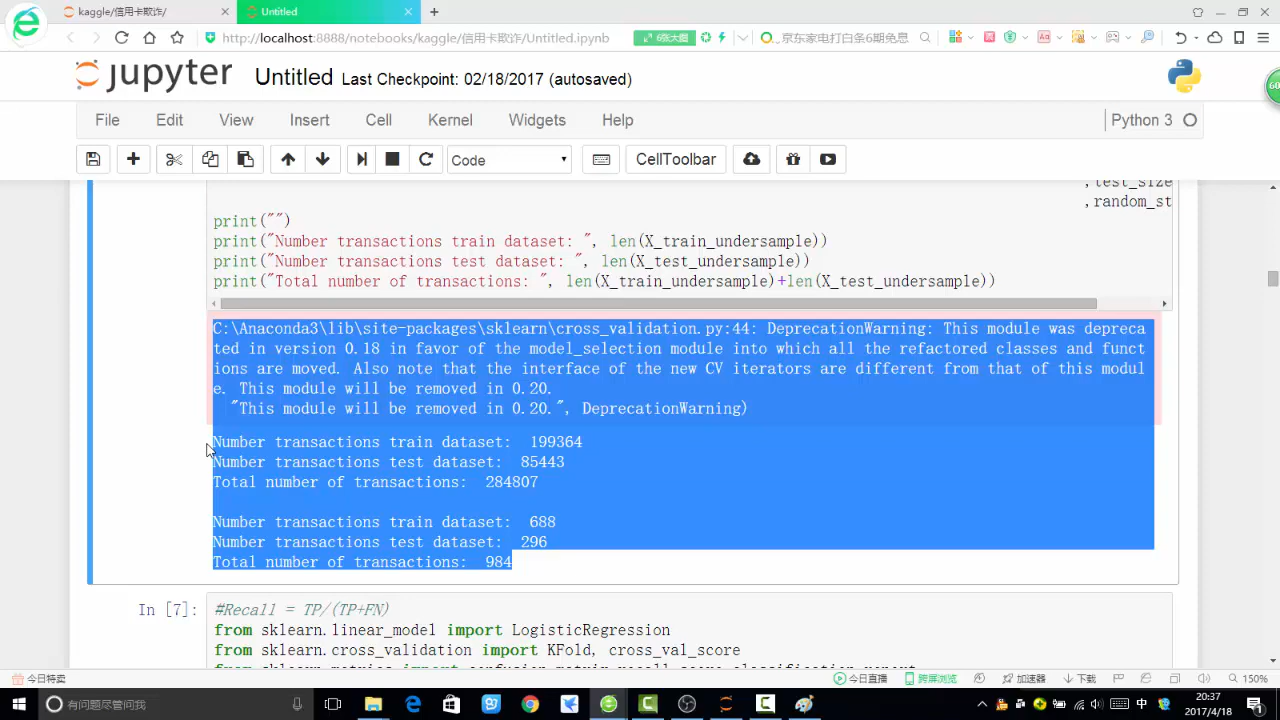 kaggle/信用卡欺诈/
Untitled
http://localhost:8888/notebooks/kaggle/信用卡欺诈/Untitled.ipynb
6张大图
京东家电打白条6期免息
jupyter Untitled Last Checkpoint: 02/18/2017 (autosaved)
60
File Edit View Insert Cell Kernel Widgets Help Python 3
Code CellToolbar
,test_size
,random_st
print("")
print("Number transactions train dataset: ", len(X_train_undersample))
print("Number transactions test dataset: ", len(X_test_undersample))
print("Total number of transactions: ", len(X_train_undersample)+len(X_test_undersample))
C:\Anaconda3\lib\site-packages\sklearn\cross_validation.py:44: DeprecationWarning: This module was depreca
ted in version 0.18 in favor of the model_selection module into which all the refactored classes and funct
ions are moved. Also note that the interface of the new CV iterators are different from that of this modul
e. This module will be removed in 0.20.
"This module will be removed in 0.20.", DeprecationWarning)
Number transactions train dataset:  199364
Number transactions test dataset:  85443
Total number of transactions:  284807
Number transactions train dataset:  688
Number transactions test dataset:  296
Total number of transactions:  984
In [7]: #Recall = TP/(TP+FN)
from sklearn.linear_model import LogisticRegression
from sklearn.cross_validation import KFold, cross_val_score
今日特卖 今日直播 跨屏浏览 加速器 下载 150%
有问题尽管问我
中
20:37
2017/4/18